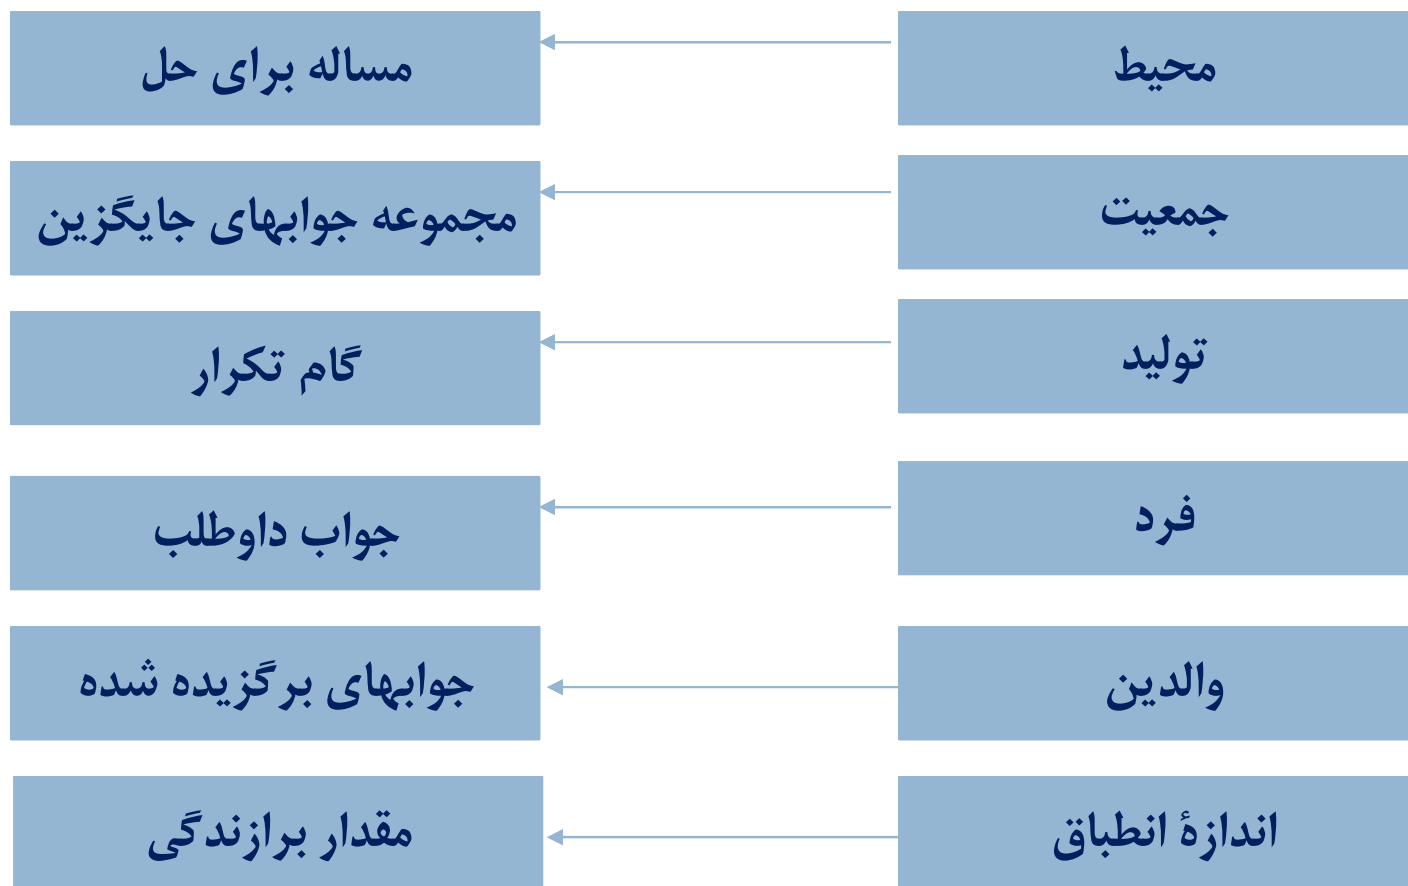 محیط
مساله برای حل
جمعیت
مجموعه جوابهای جایگزین
تولید
گام تکرار
فرد
جواب داوطلب
والدین
جوابهای برگزیده شده
اندازۀ انطباق
مقدار برازندگی